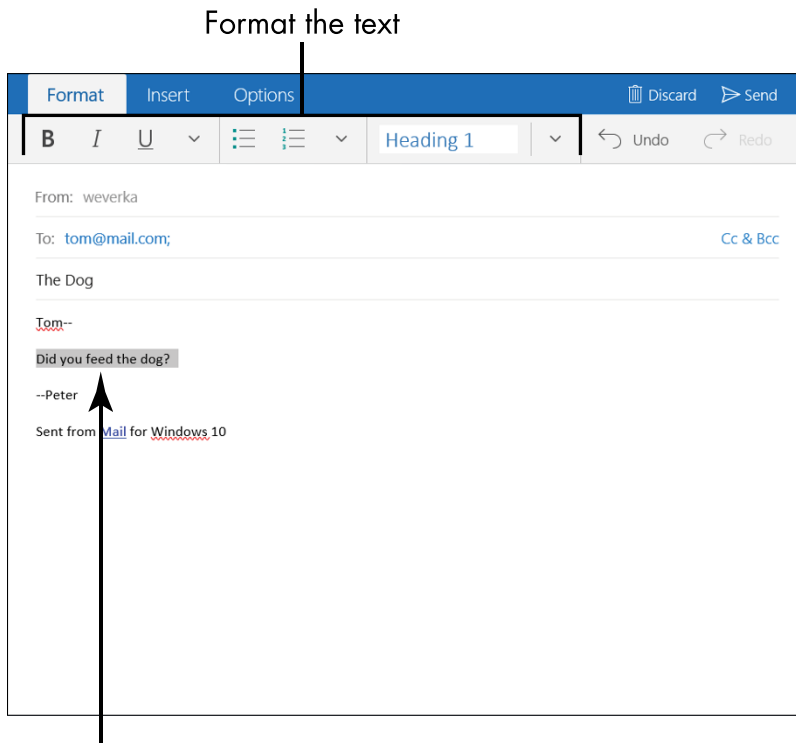 Format the text
Format Insert Options Discard Send
B I U Heading 1 Undo Redo
From: weverka
To: tom@mail.com; Cc & Bcc
The Dog
Tom--
Did you feed the dog?
--Peter
Sent from Mail for Windows 10